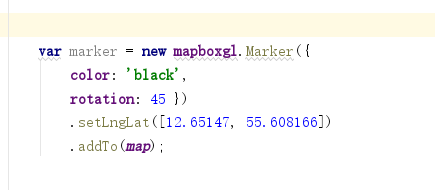 var marker = new mapboxgl.Marker({
color: 'black',
rotation: 45 })
.setLngLat([12.65147, 55.608166])
.addTo(map);